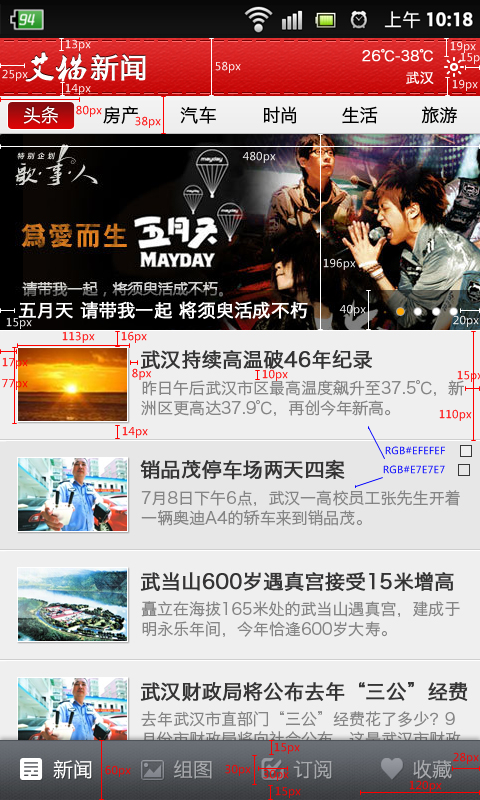 94
上午 10:18
13px
58px
19px
26℃-38℃
15px
25px
艾猫新闻
武汉
14px
19px
头条 房产 汽车 时尚 生活 旅游
80px
38px
特别企划
歌·事·人
480px
mayday
mayday
mayday
为爱而生 五月天
MAYDAY
196px
请带我一起,将须臾活成不朽。
五月天 请带我一起 将须臾活成不朽
40px
15px
20px
113px
16px
17px
武汉持续高温破46年纪录
8px
10px
15px
77px
昨日午后武汉市区最高温度飙升至37.5℃,新
洲区更高达37.9℃,再创今年新高。
110px
14px
RGB#EFEFEF
RGB#E7E7E7
销品茂停车场两天四案
7月8日下午6点,武汉一高校员工张先生开着
一辆奥迪A4的轿车来到销品茂。
武当山600岁遇真宫接受15米增高
矗立在海拔165米处的武当山遇真宫,建成于
明永乐年间,今年恰逢600岁大寿。
武汉财政局将公布去年“三公”经费
去年武汉市直部门“三公”经费花了多少?9
月份市财政局将向社会公布,这是武汉市财政
15px
新闻 组图 订阅 收藏
30px
28px
15px
120px